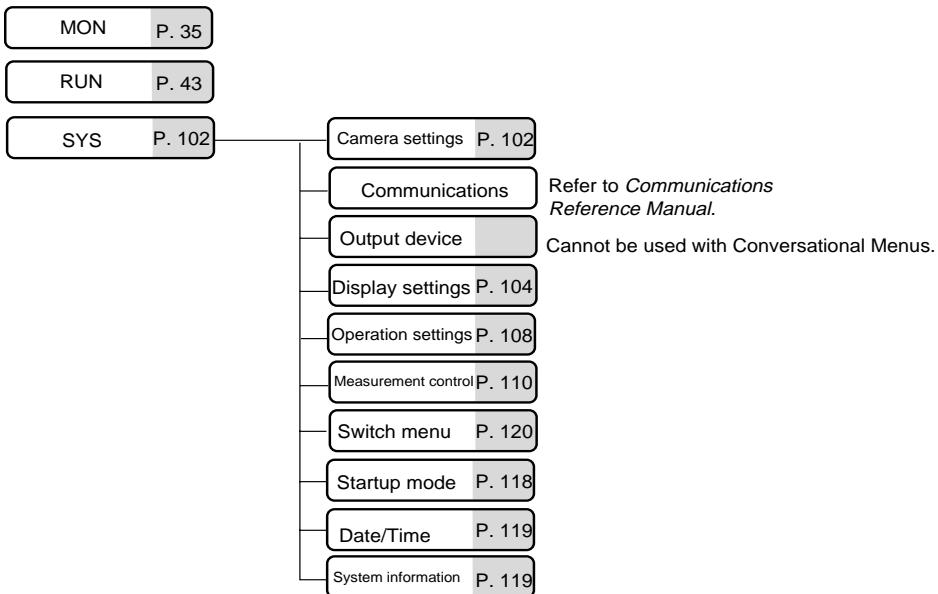 MON P. 35
RUN P. 43
SYS P. 102
Camera settings P. 102
Communications
Refer to Communications
Reference Manual.
Output device
Cannot be used with Conversational Menus.
Display settings P. 104
Operation settings P. 108
Measurement control P. 110
Switch menu P. 120
Startup mode P. 118
Date/Time P. 119
System information P. 119